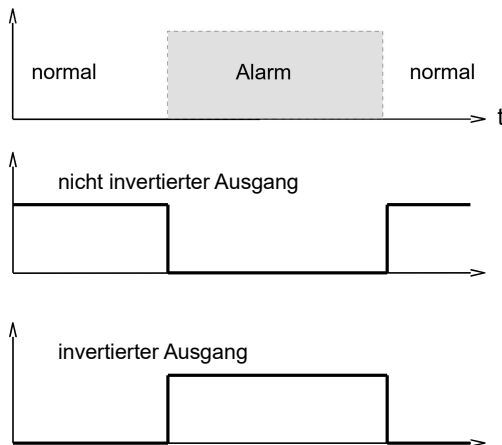 normal Alarm normal
t
nicht invertierter Ausgang
invertierter Ausgang